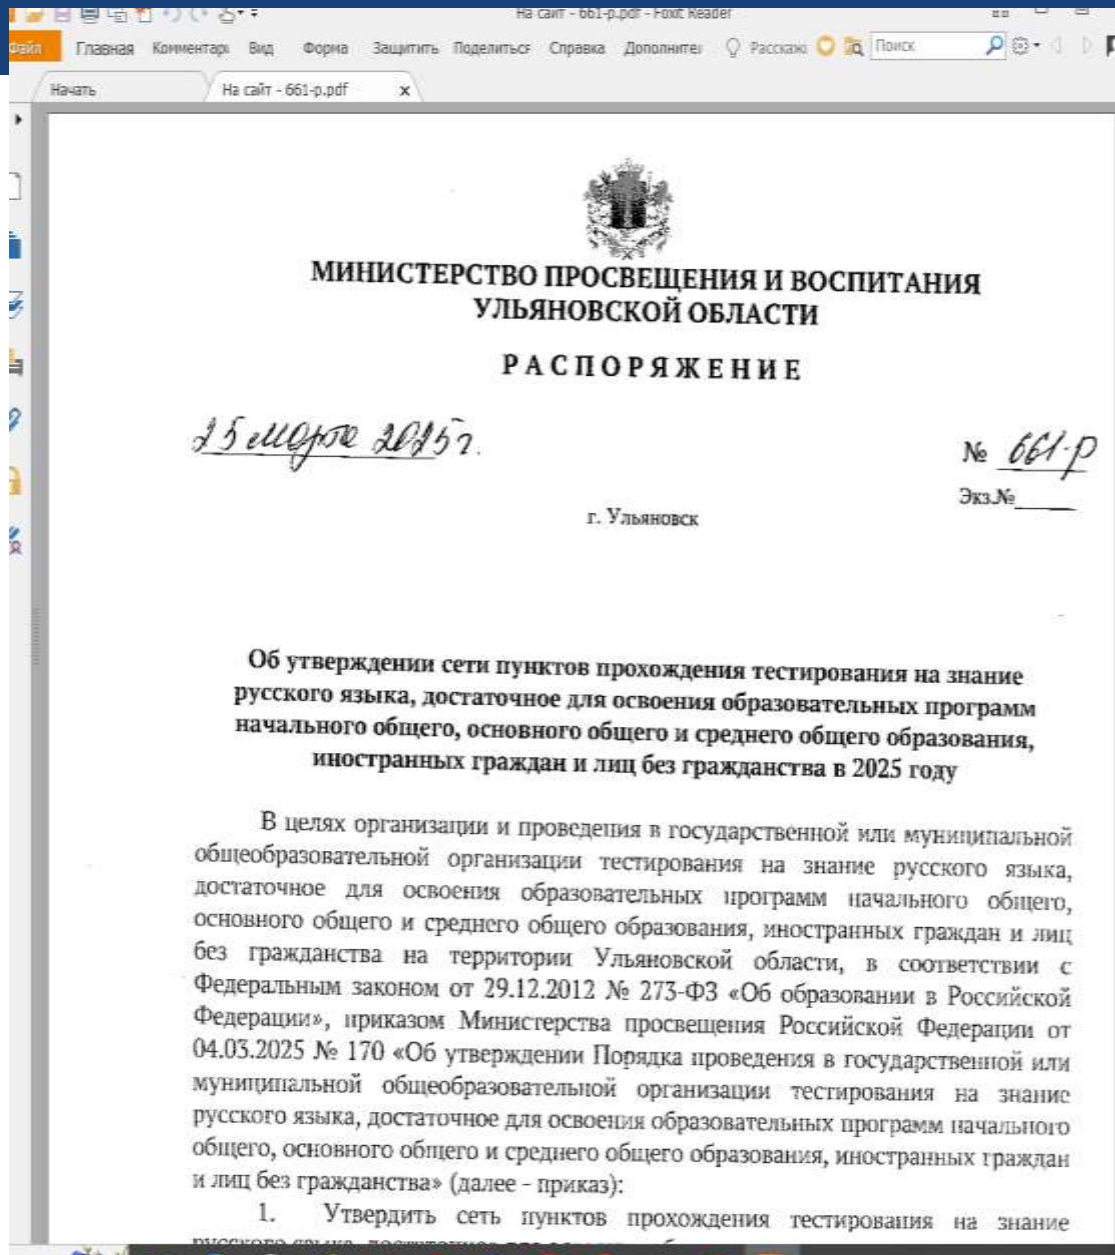 На сайт - 661-р.pdf - Foxit Reader
Файл Главная Комментари Вид Форма Защитить Поделиться Справка Дополнител Расскажи Поиск
Начать На сайт - 661-р.pdf x
МИНИСТЕРСТВО ПРОСВЕЩЕНИЯ И ВОСПИТАНИЯ
УЛЬЯНОВСКОЙ ОБЛАСТИ
РАСПОРЯЖЕНИЕ
25 марта 2025 г.
№ 661-р
Экз.№
г. Ульяновск
Об утверждении сети пунктов прохождения тестирования на знание
русского языка, достаточное для освоения образовательных программ
начального общего, основного общего и среднего общего образования,
иностранных граждан и лиц без гражданства в 2025 году
В целях организации и проведения в государственной или муниципальной
общеобразовательной организации тестирования на знание русского языка,
достаточное для освоения образовательных программ начального общего,
основного общего и среднего общего образования, иностранных граждан и лиц
без гражданства на территории Ульяновской области, в соответствии с
Федеральным законом от 29.12.2012 № 273-ФЗ «Об образовании в Российской
Федерации», приказом Министерства просвещения Российской Федерации от
04.03.2025 № 170 «Об утверждении Порядка проведения в государственной или
муниципальной общеобразовательной организации тестирования на знание
русского языка, достаточное для освоения образовательных программ начального
общего, основного общего и среднего общего образования, иностранных граждан
и лиц без гражданства» (далее - приказ):
1. Утвердить сеть пунктов прохождения тестирования на знание